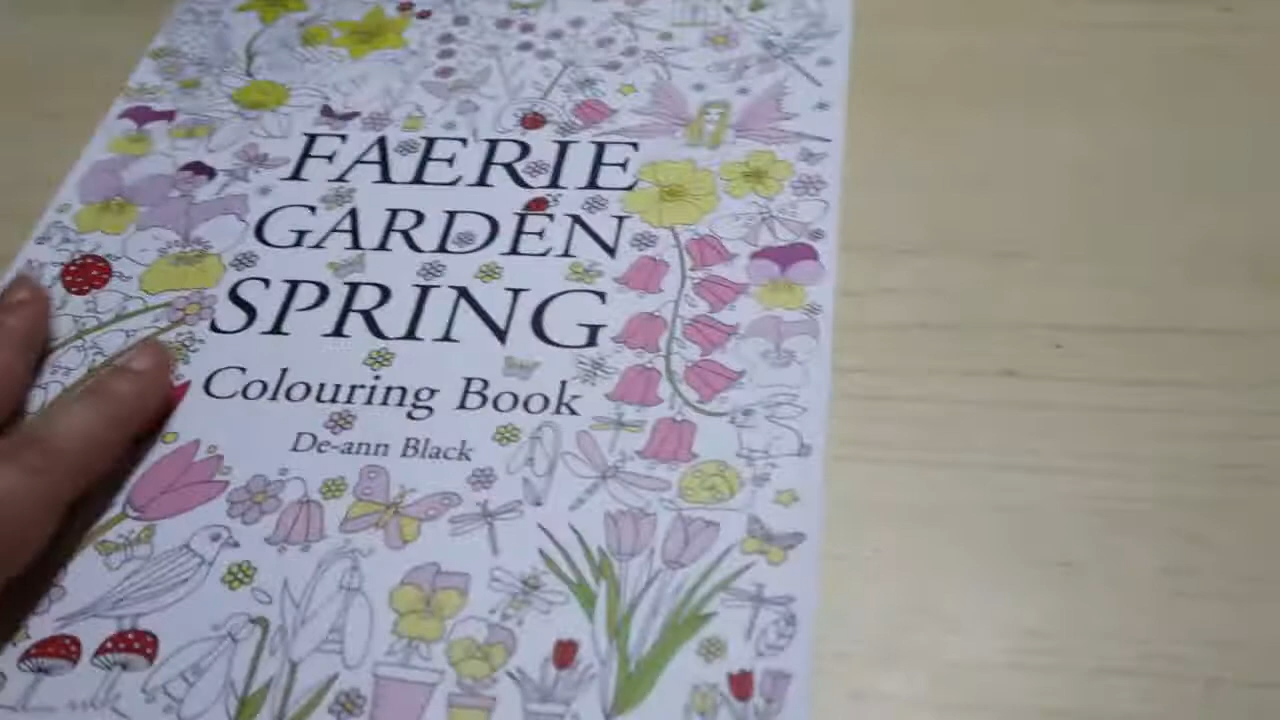 FAERIE
GARDEN
SPRING
Colouring Book
De-ann Black